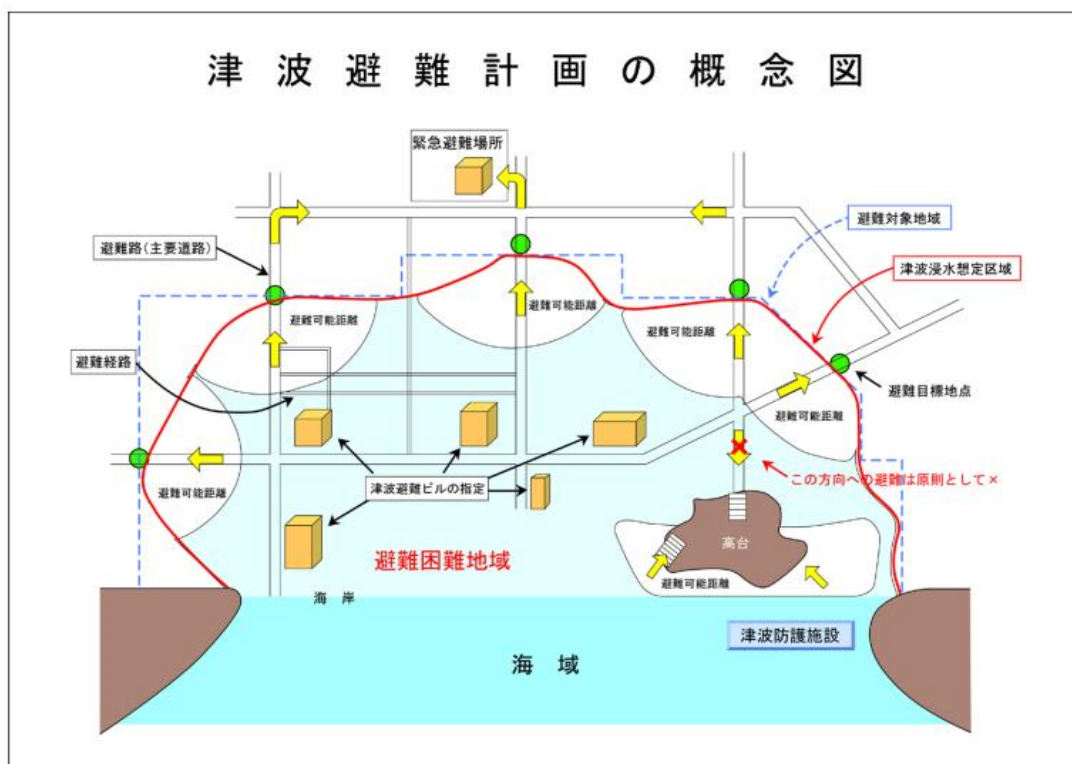 津波避難計画の概念図
緊急避難場所
避難対象地域
避難路(主要道路)
津波浸水想定区域
避難可能距離
避難可能距離
避難可能距離
避難経路
避難目標地点
避難可能距離
この方向への避難は原則として×
津波避難ビルの指定
避難可能距離
高台
避難困難地域
避難可能距離
海岸
津波防護施設
海域